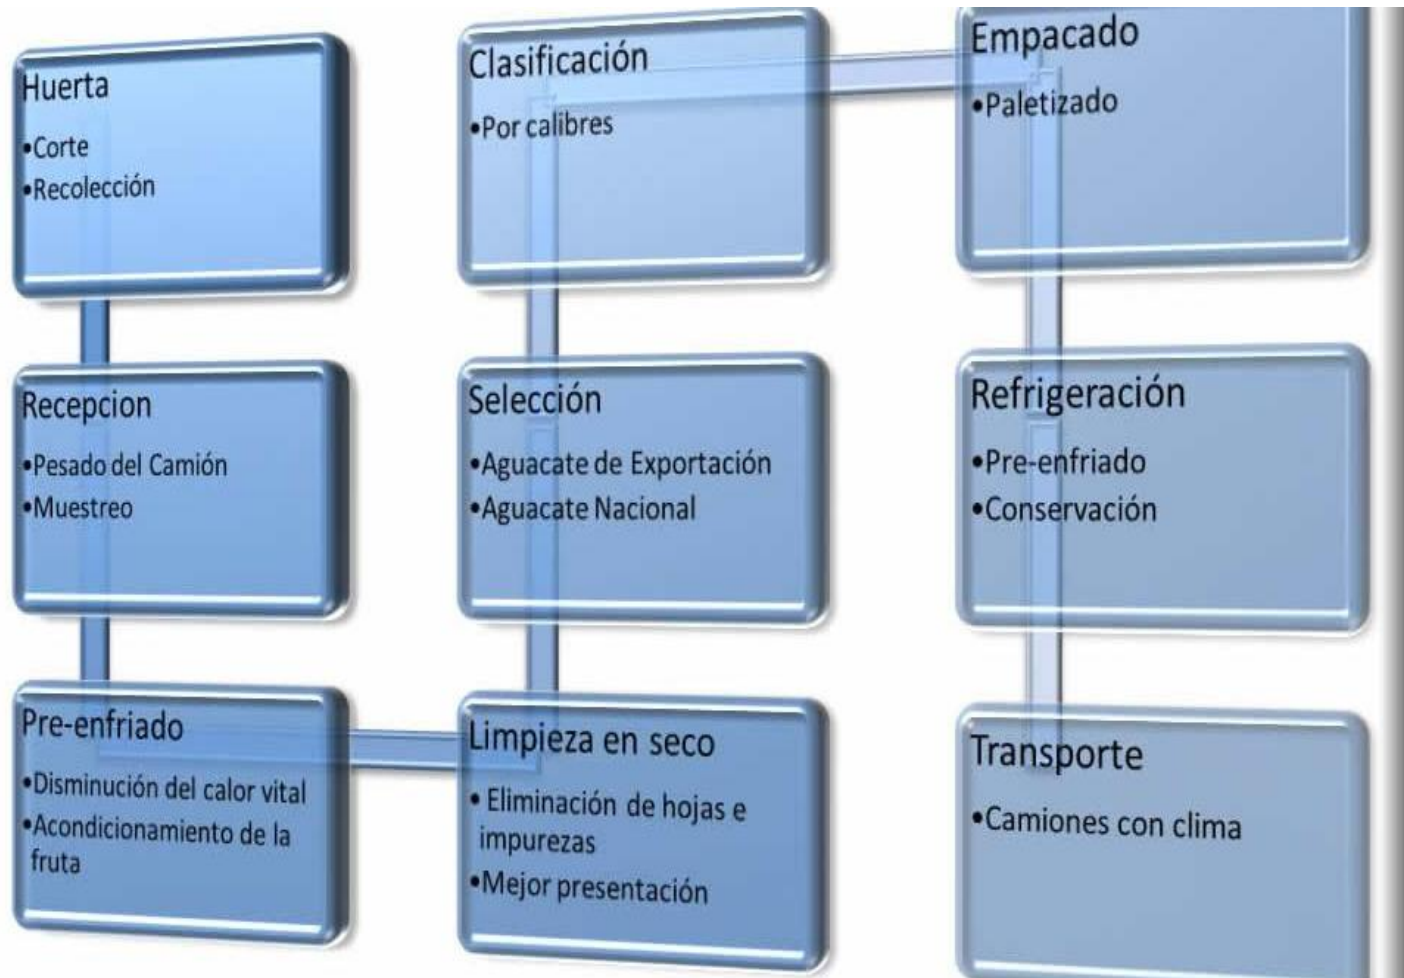 Huerta
•Corte
•Recolección
Recepcion
•Pesado del Camión
•Muestreo
Pre-enfriado
•Disminución del calor vital
•Acondicionamiento de la
fruta
Limpieza en seco
• Eliminación de hojas e
impurezas
•Mejor presentación
Selección
•Aguacate de Exportación
•Aguacate Nacional
Clasificación
•Por calibres
Empacado
•Paletizado
Refrigeración
•Pre-enfriado
•Conservación
Transporte
•Camiones con clima